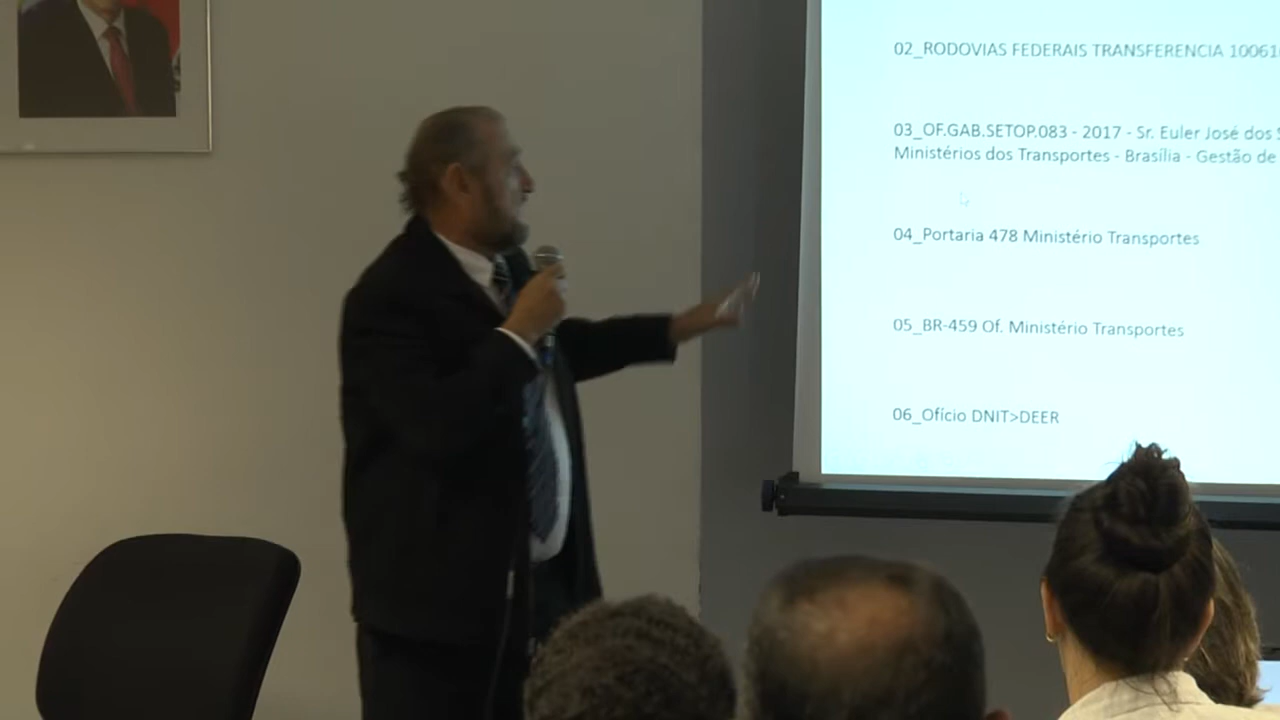 02_RODOVIAS FEDERAIS TRANSFERENCIA 10061
03_OF.GAB.SETOP.083 - 2017 - Sr. Euler José dos
Ministérios dos Transportes - Brasília - Gestão de
04_Portaria 478 Ministério Transportes
05_BR-459 Of. Ministério Transportes
06_Ofício DNIT>DEER